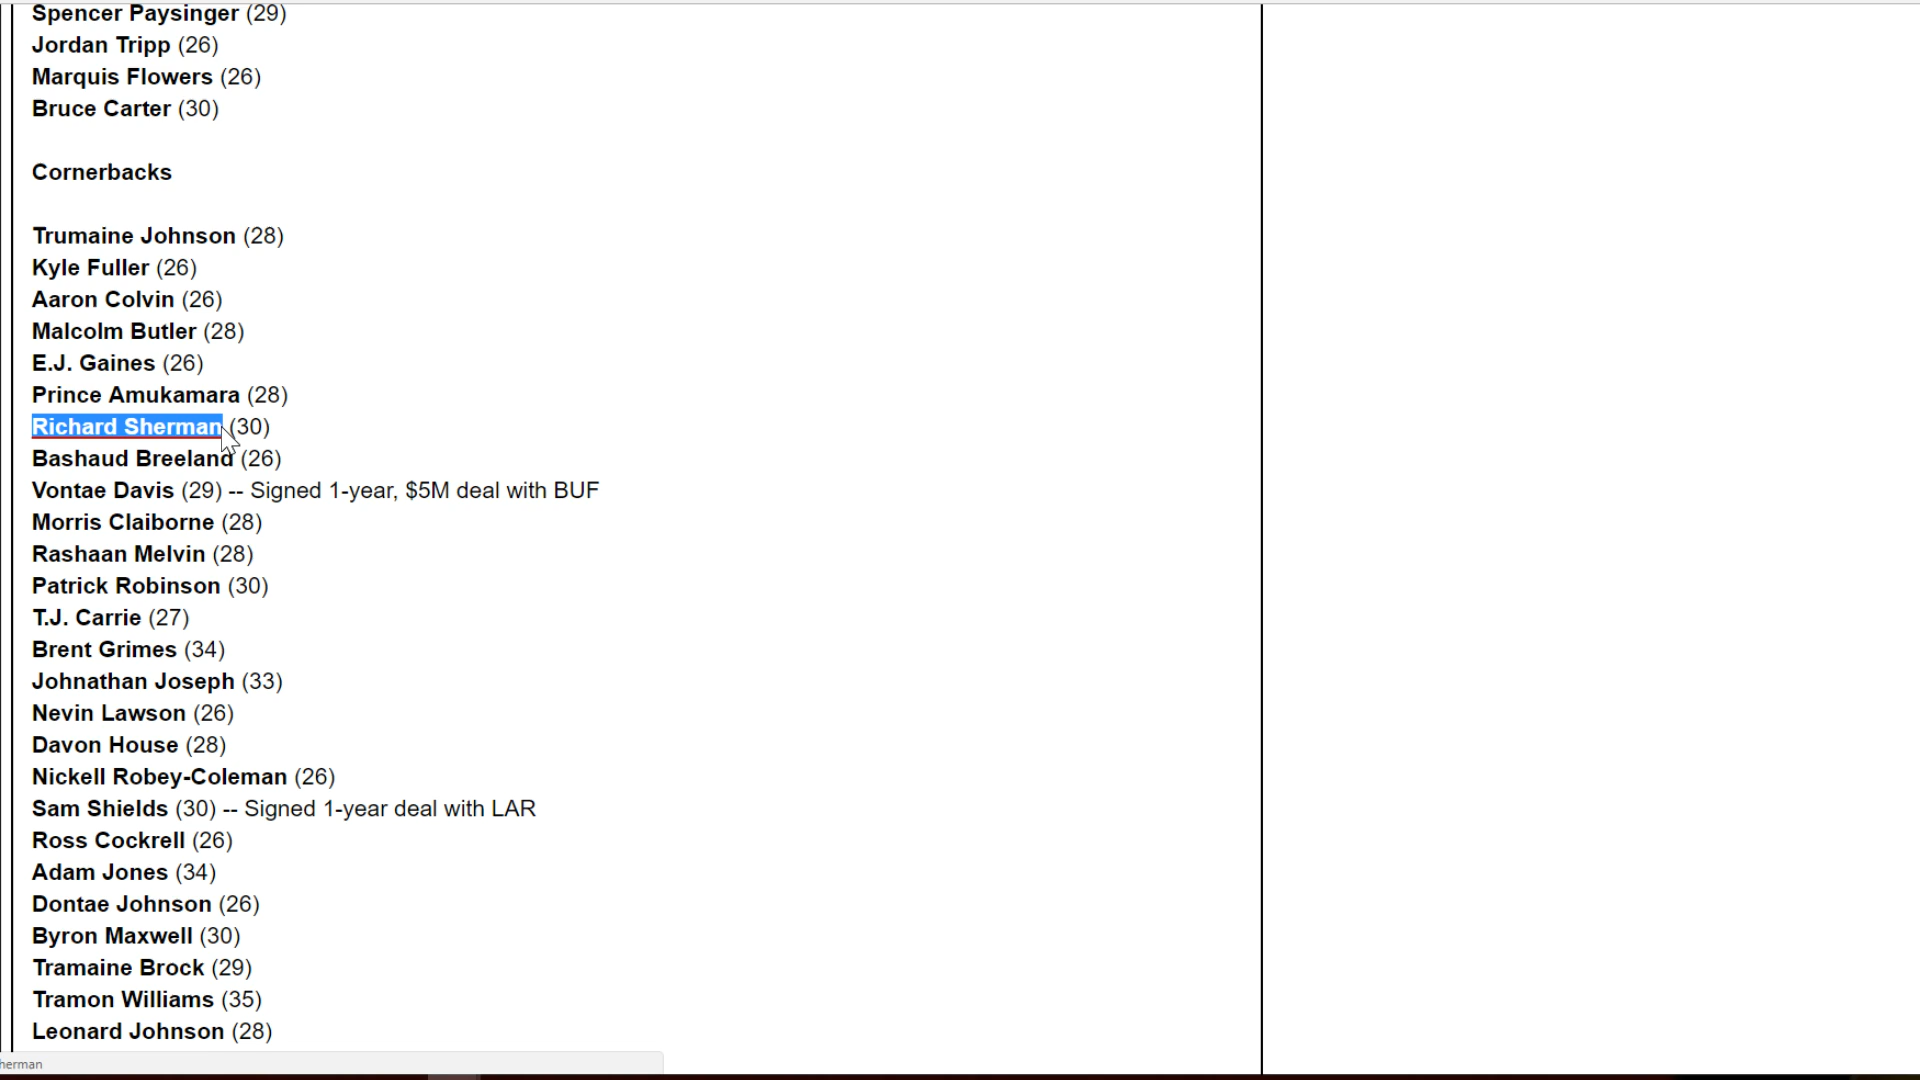 Spencer Paysinger (29)
Jordan Tripp (26)
Marquis Flowers (26)
Bruce Carter (30)
Cornerbacks
Trumaine Johnson (28)
Kyle Fuller (26)
Aaron Colvin (26)
Malcolm Butler (28)
E.J. Gaines (26)
Prince Amukamara (28)
Richard Sherman (30)
Bashaud Breeland (26)
Vontae Davis (29) -- Signed 1-year, $5M deal with BUF
Morris Claiborne (28)
Rashaan Melvin (28)
Patrick Robinson (30)
T.J. Carrie (27)
Brent Grimes (34)
Johnathan Joseph (33)
Nevin Lawson (26)
Davon House (28)
Nickell Robey-Coleman (26)
Sam Shields (30) -- Signed 1-year deal with LAR
Ross Cockrell (26)
Adam Jones (34)
Dontae Johnson (26)
Byron Maxwell (30)
Tramaine Brock (29)
Tramon Williams (35)
Leonard Johnson (28)
herman